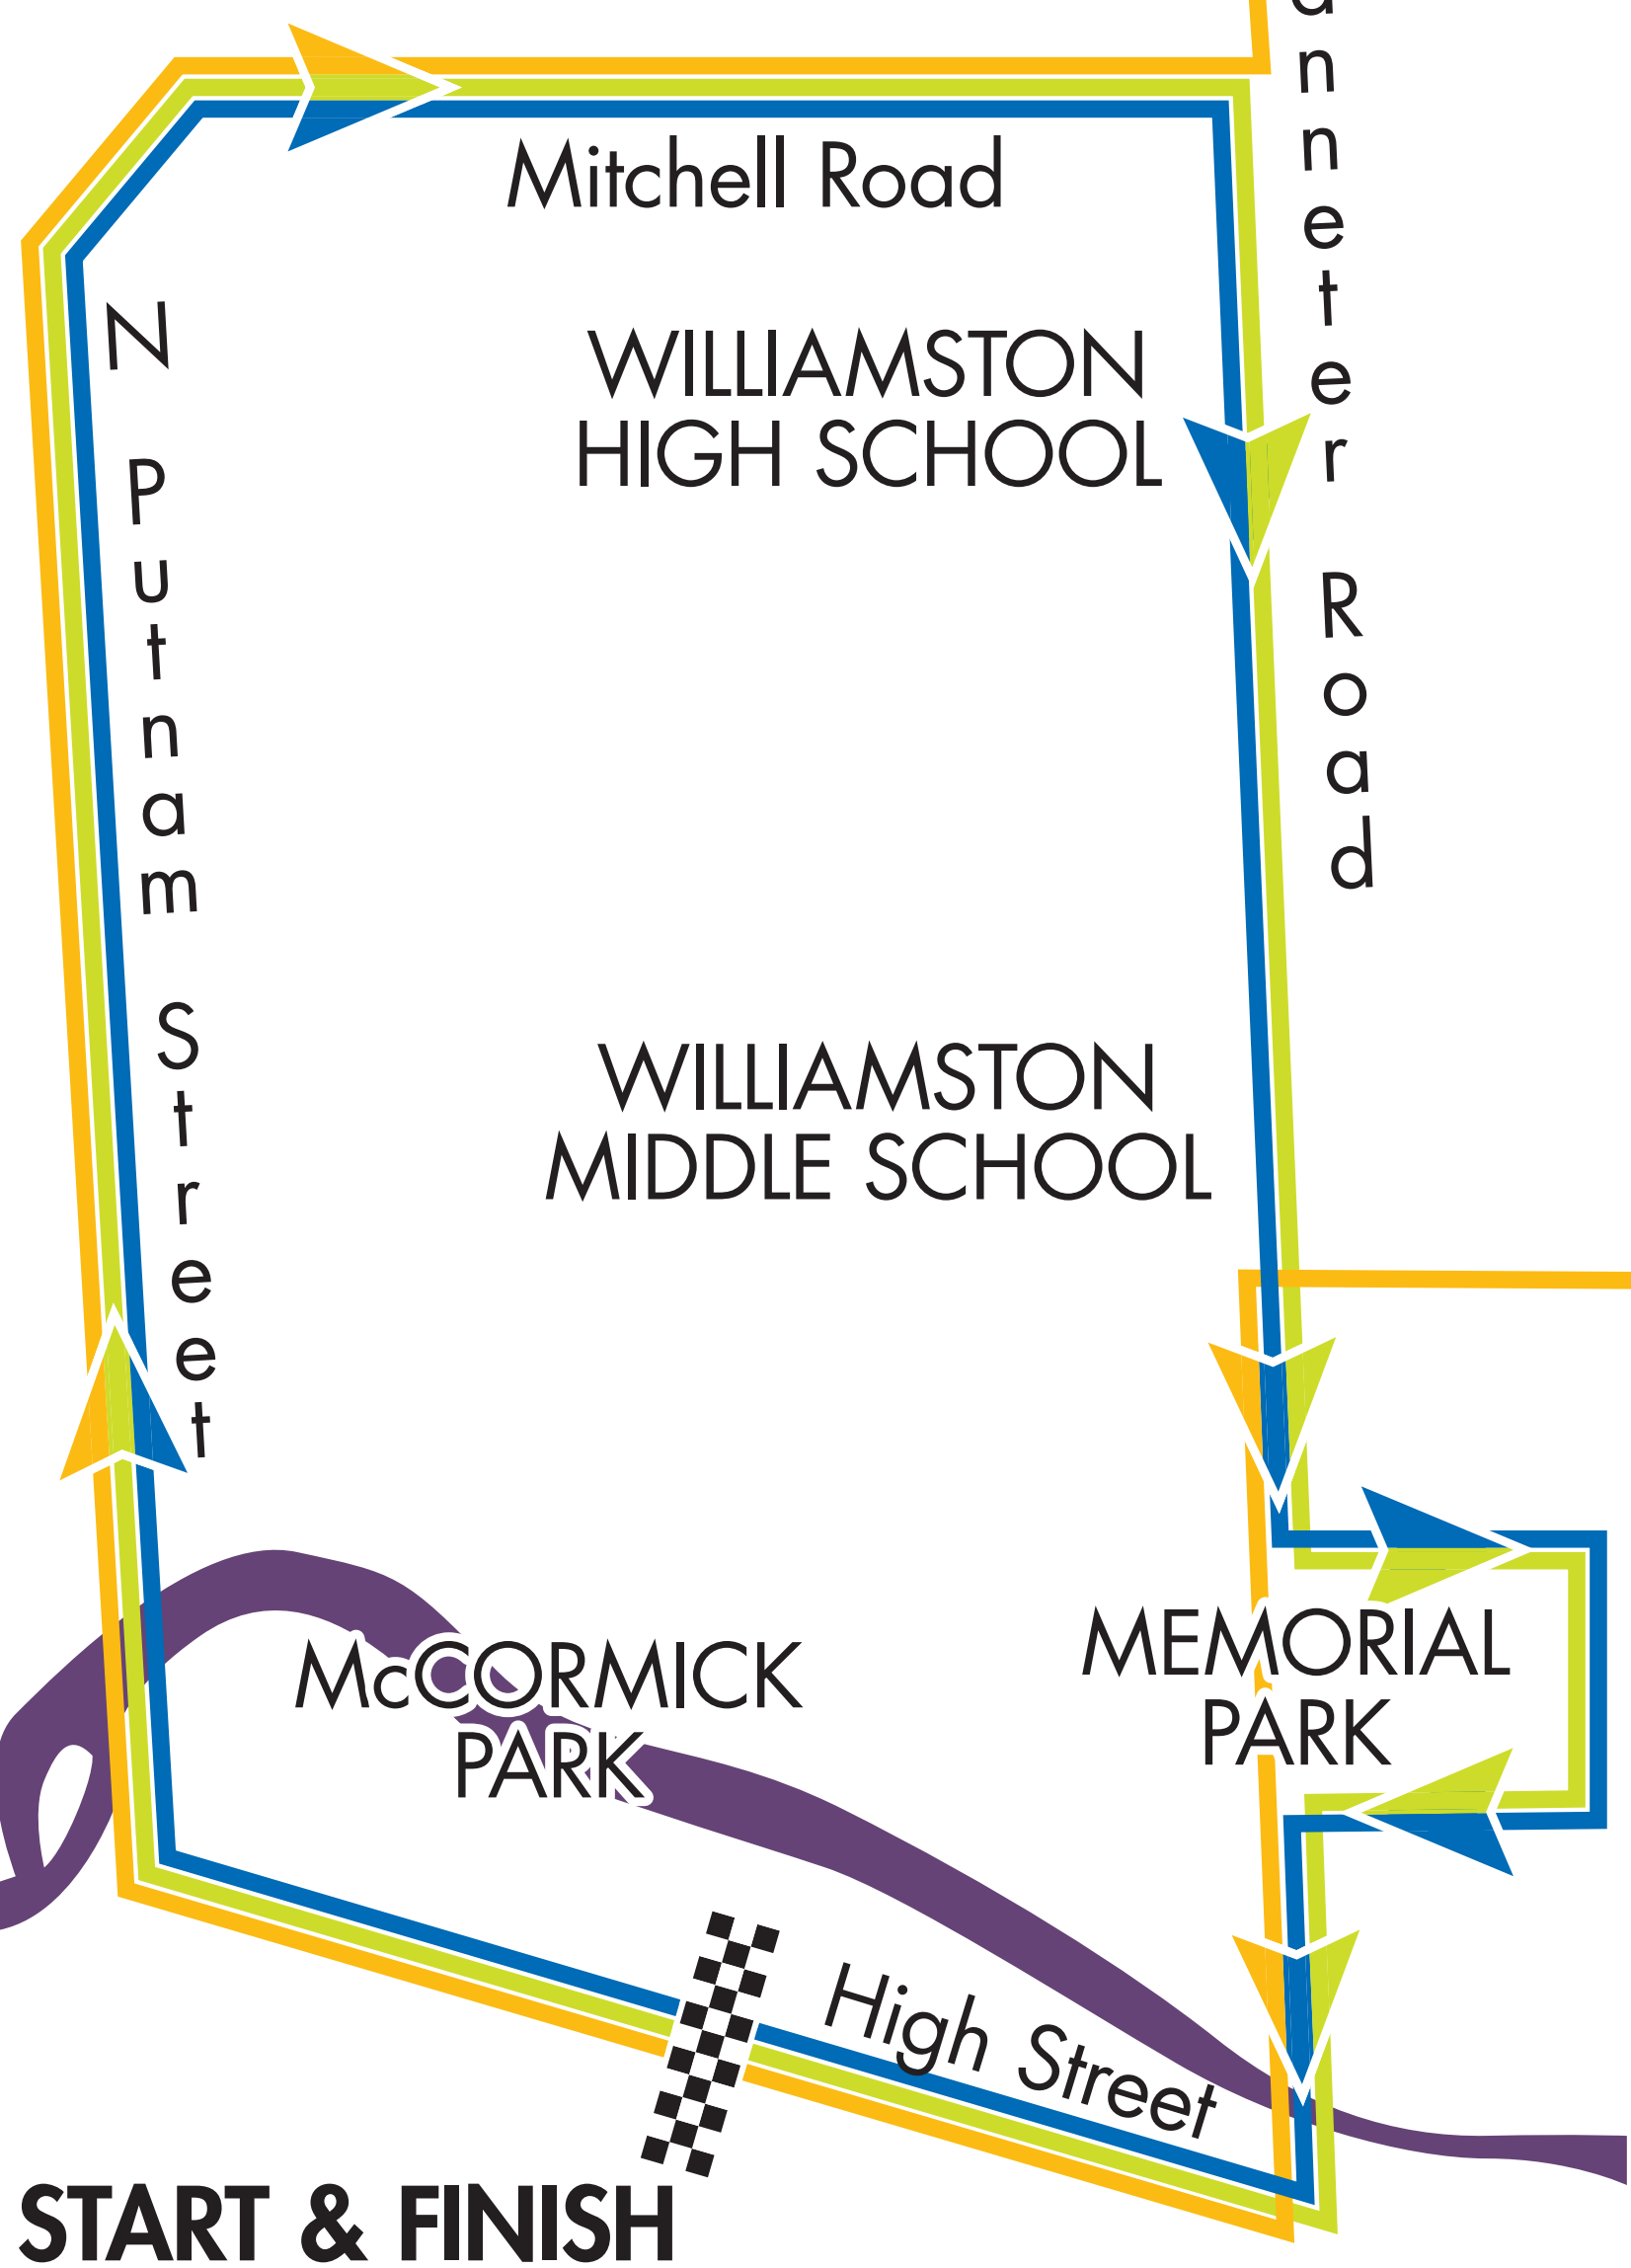 Mitchell Road
anneter Road
N Putnam Street
WILLIAMSTON
HIGH SCHOOL
WILLIAMSTON
MIDDLE SCHOOL
McCORMICK
PARK
MEMORIAL
PARK
High Street
START & FINISH